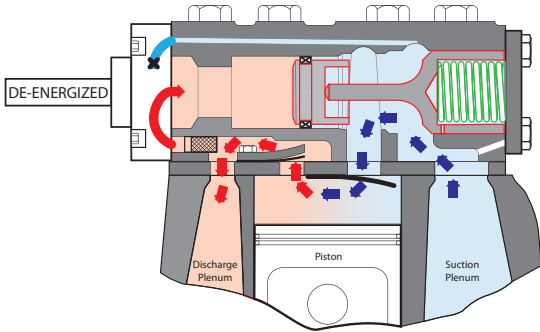 DE-ENERGIZED
Discharge
Plenum
Piston
Suction
Plenum